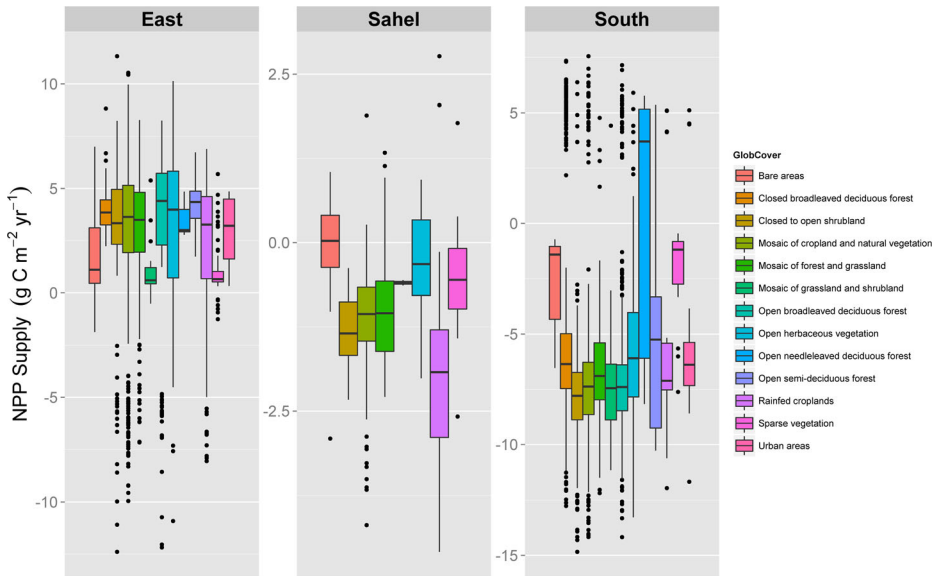 East
Sahel
South
NPP Supply (g C m⁻² yr⁻¹)
10
5
0
-5
-10
2.5
0.0
-2.5
5
0
-5
-10
-15
GlobCover
Bare areas
Closed broadleaved deciduous forest
Closed to open shrubland
Mosaic of cropland and natural vegetation
Mosaic of forest and grassland
Mosaic of grassland and shrubland
Open broadleaved deciduous forest
Open herbaceous vegetation
Open needleleaved deciduous forest
Open semi-deciduous forest
Rainfed croplands
Sparse vegetation
Urban areas